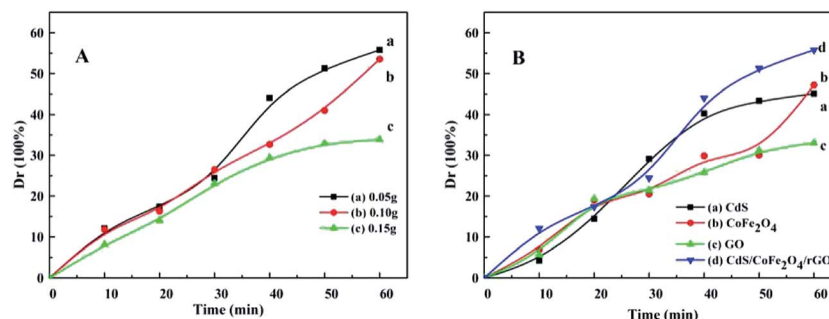 A
a
b
c
60
50
40
30
20
10
0
Dr (100%)
(a) 0.05g
(b) 0.10g
(c) 0.15g
0 10 20 30 40 50 60
Time (min)
B
d
b
a
c
60
50
40
30
20
10
0
Dr (100%)
(a) CdS
(b) CoFe2O4
(c) GO
(d) CdS/CoFe2O4/rGO
0 10 20 30 40 50 60
Time (min)